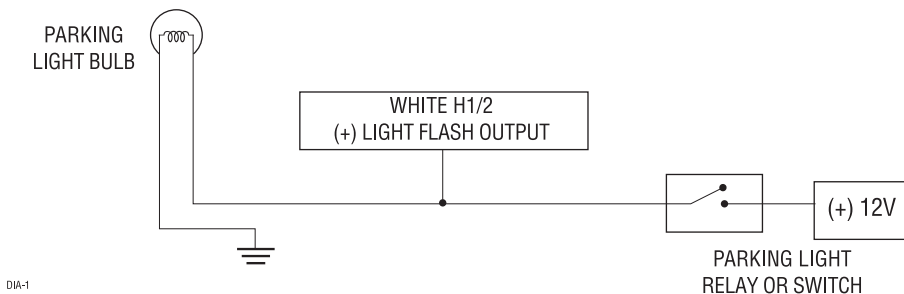 PARKING
LIGHT BULB
WHITE H1/2
(+) LIGHT FLASH OUTPUT
(+) 12V
PARKING LIGHT
RELAY OR SWITCH
DIA-1